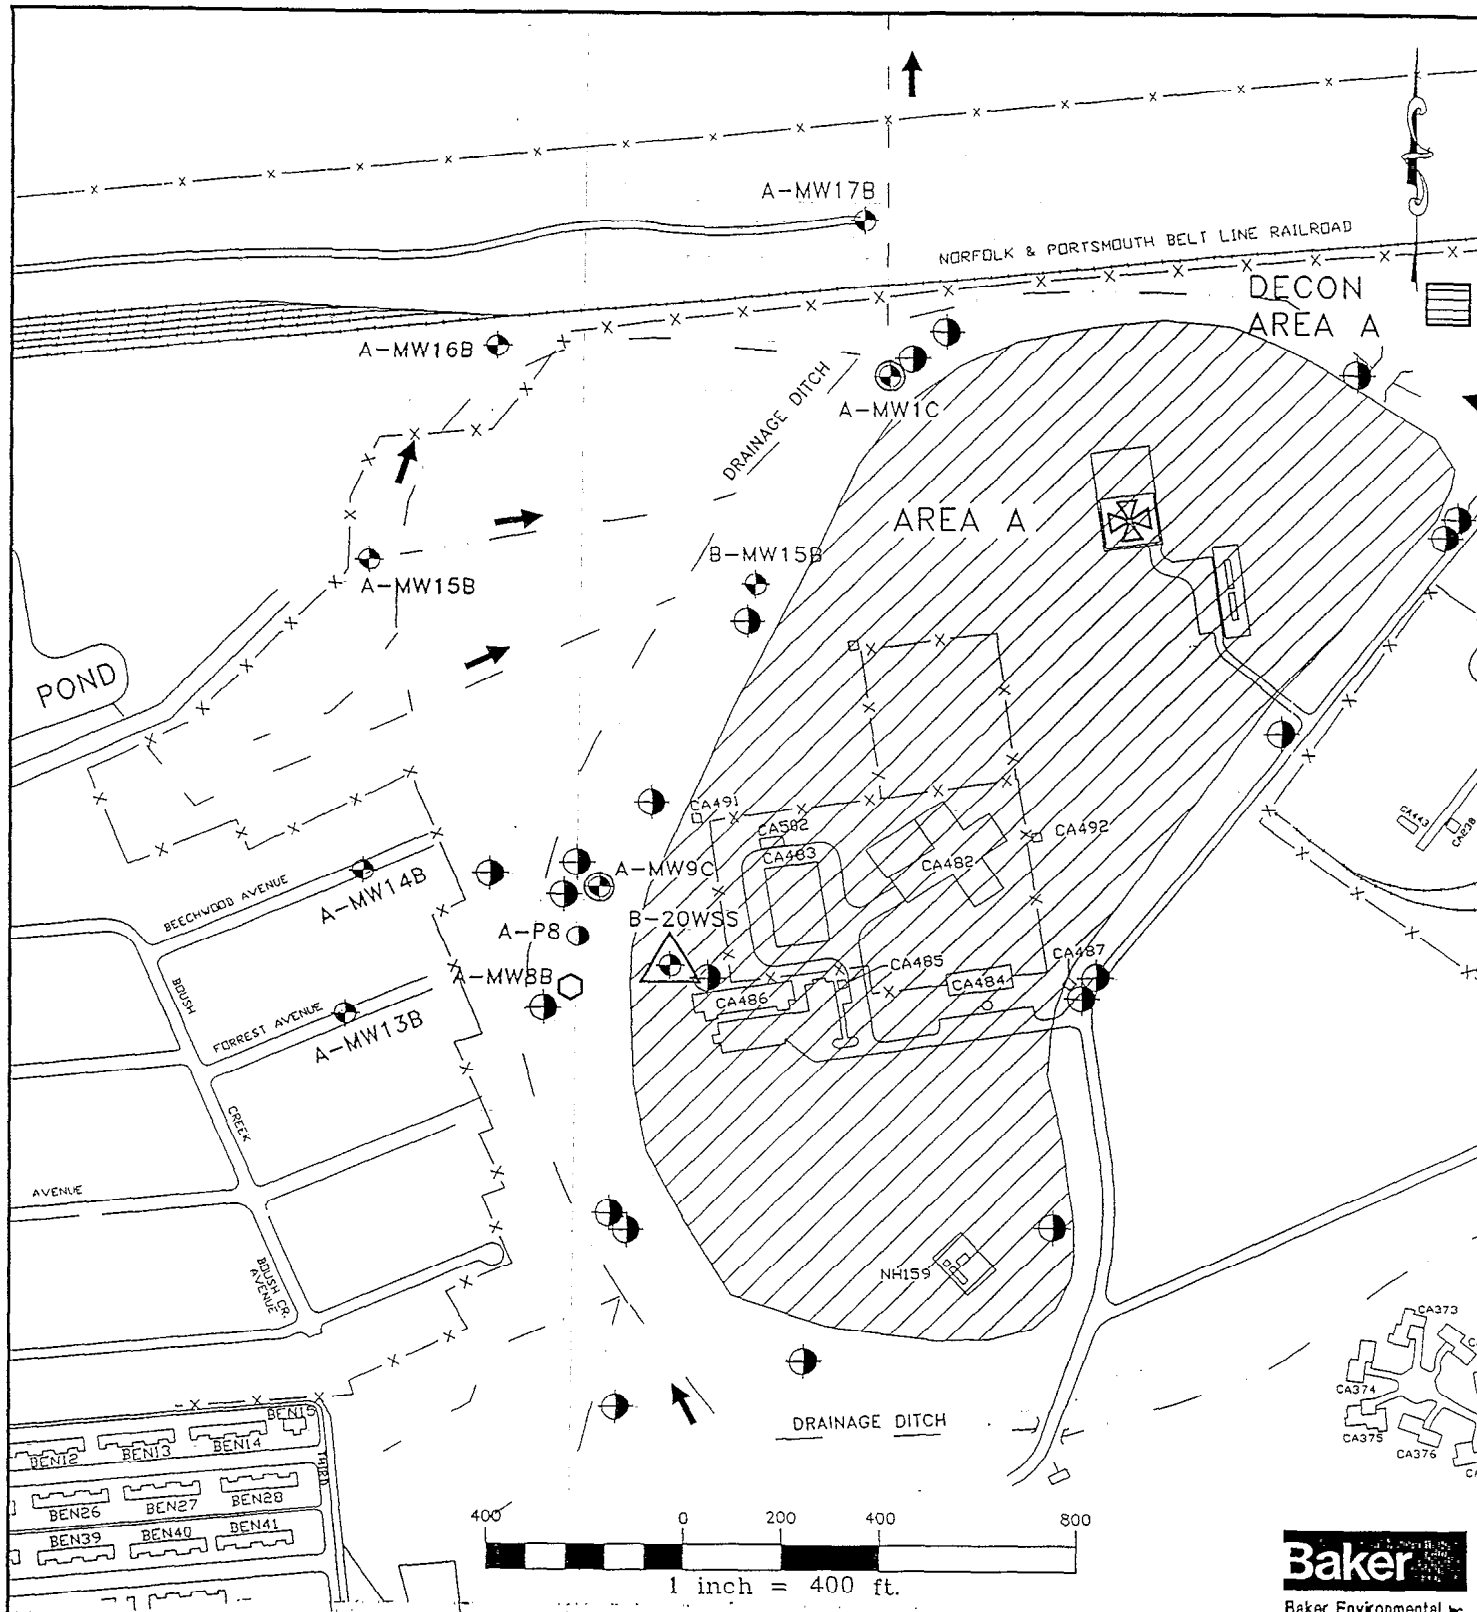 A-MW17B
NORFOLK & PORTSMOUTH BELT LINE RAILROAD
DECON
AREA A
A-MW16B
A-MW1C
DRAINAGE DITCH
AREA A
B-MW15B
A-MW15B
POND
CA491
CA582
CA483
CA482
CA492
CA443
CA238
A-MW9C
A-MW14B
BEECHWOOD AVENUE
B-20WSS
A-P8
A-MW8B
CA485
CA487
CA484
CA486
BOUSH
FORREST AVENUE
A-MW13B
CREEK
AVENUE
BOUSH CR.
AVENUE
NH159
CA373
CA374
CA375
CA376
DRAINAGE DITCH
BEN15
BEN12
BEN13
BEN14
BEN26
BEN27
BEN28
BEN39
BEN40
BEN41
400
0
200
400
800
1 inch = 400 ft.
Baker
Baker Environmental